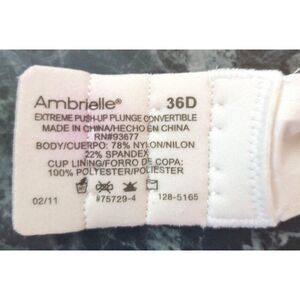 Ambrielle® 36D
EXTREME PUSH-UP PLUNGE CONVERTIBLE
MADE IN CHINA/HECHO EN CHINA
RN#93677
BODY/CUERPO: 78% NYLON/NILON
22% SPANDEX
CUP LINING/FORRO DE COPA:
100% POLYESTER/POLIESTER
02/11 #75729-4 128-5165